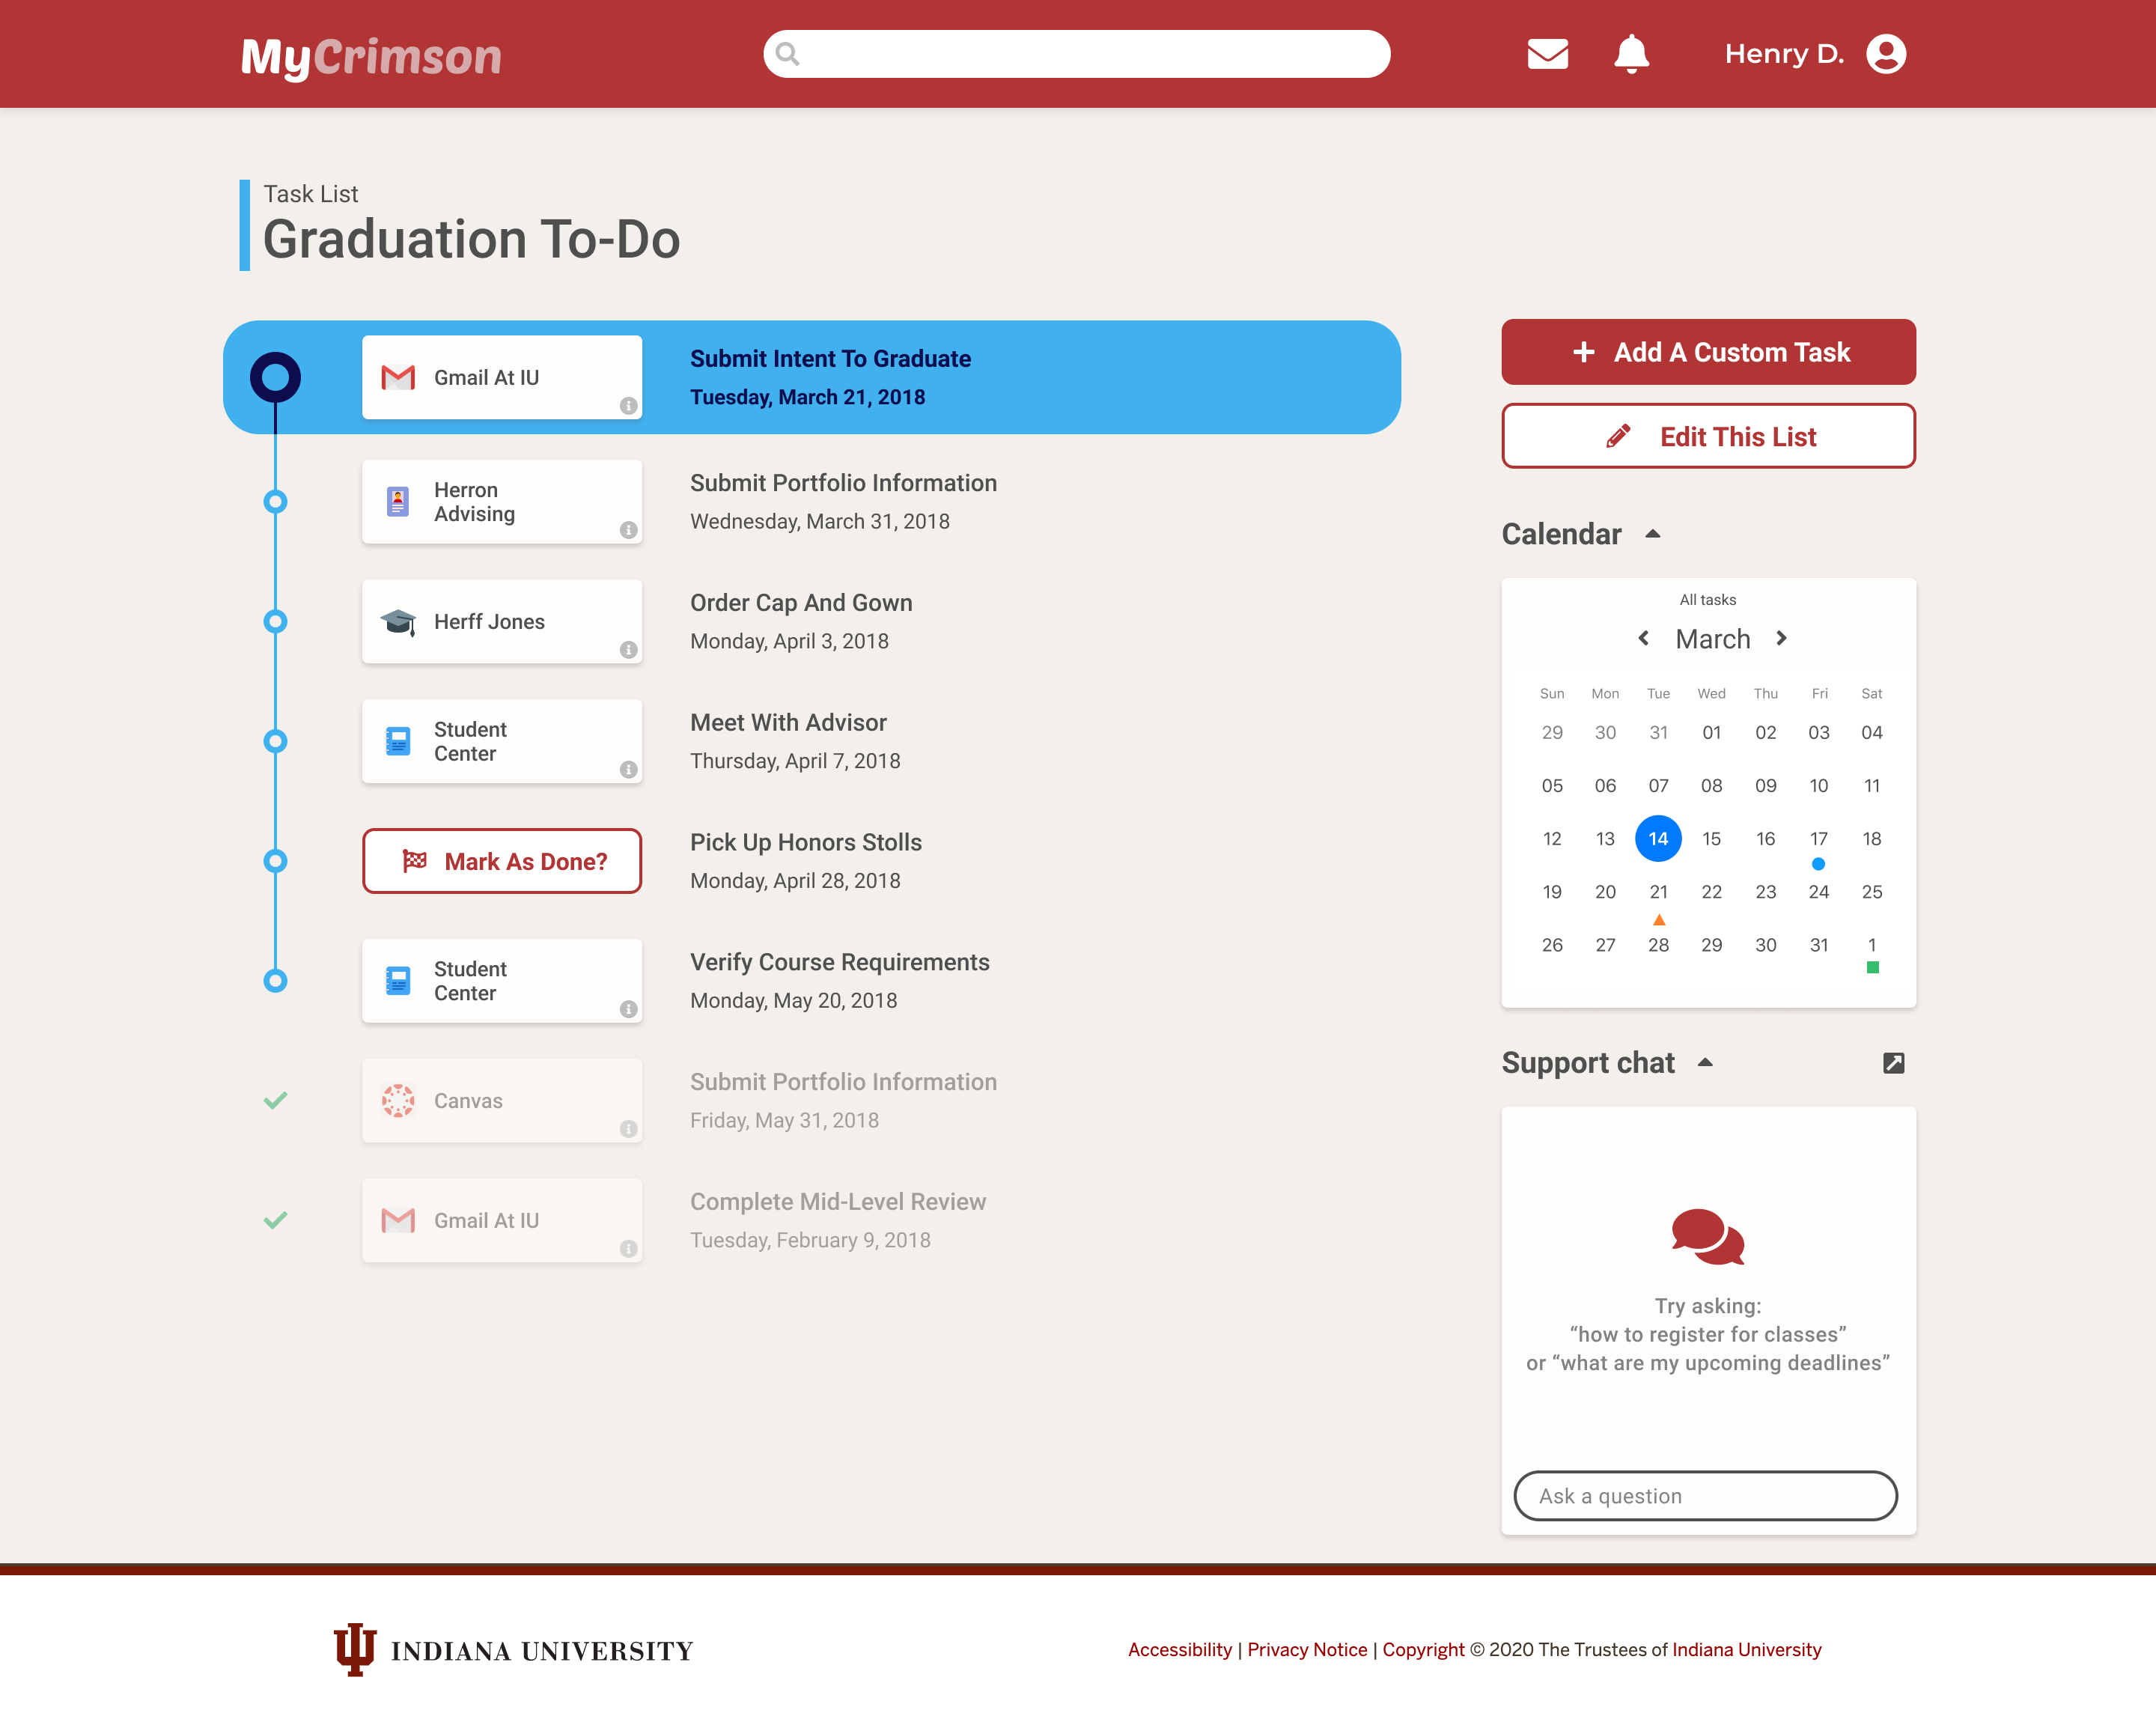 MyCrimson
Henry D.
Task List
Graduation To-Do
Gmail At IU
Submit Intent To Graduate
Tuesday, March 21, 2018
Herron
Advising
Submit Portfolio Information
Wednesday, March 31, 2018
Herff Jones
Order Cap And Gown
Monday, April 3, 2018
Student
Center
Meet With Advisor
Thursday, April 7, 2018
Mark As Done?
Pick Up Honors Stolls
Monday, April 28, 2018
Student
Center
Verify Course Requirements
Monday, May 20, 2018
Canvas
Submit Portfolio Information
Friday, May 31, 2018
Gmail At IU
Complete Mid-Level Review
Tuesday, February 9, 2018
Add A Custom Task
Edit This List
Calendar
All tasks
March
Sun Mon Tue Wed Thu Fri Sat
29 30 31 01 02 03 04
05 06 07 08 09 10 11
12 13 14 15 16 17 18
19 20 21 22 23 24 25
26 27 28 29 30 31 1
Support chat
Try asking:
“how to register for classes”
or “what are my upcoming deadlines”
Ask a question
INDIANA UNIVERSITY
Accessibility | Privacy Notice | Copyright © 2020 The Trustees of Indiana University